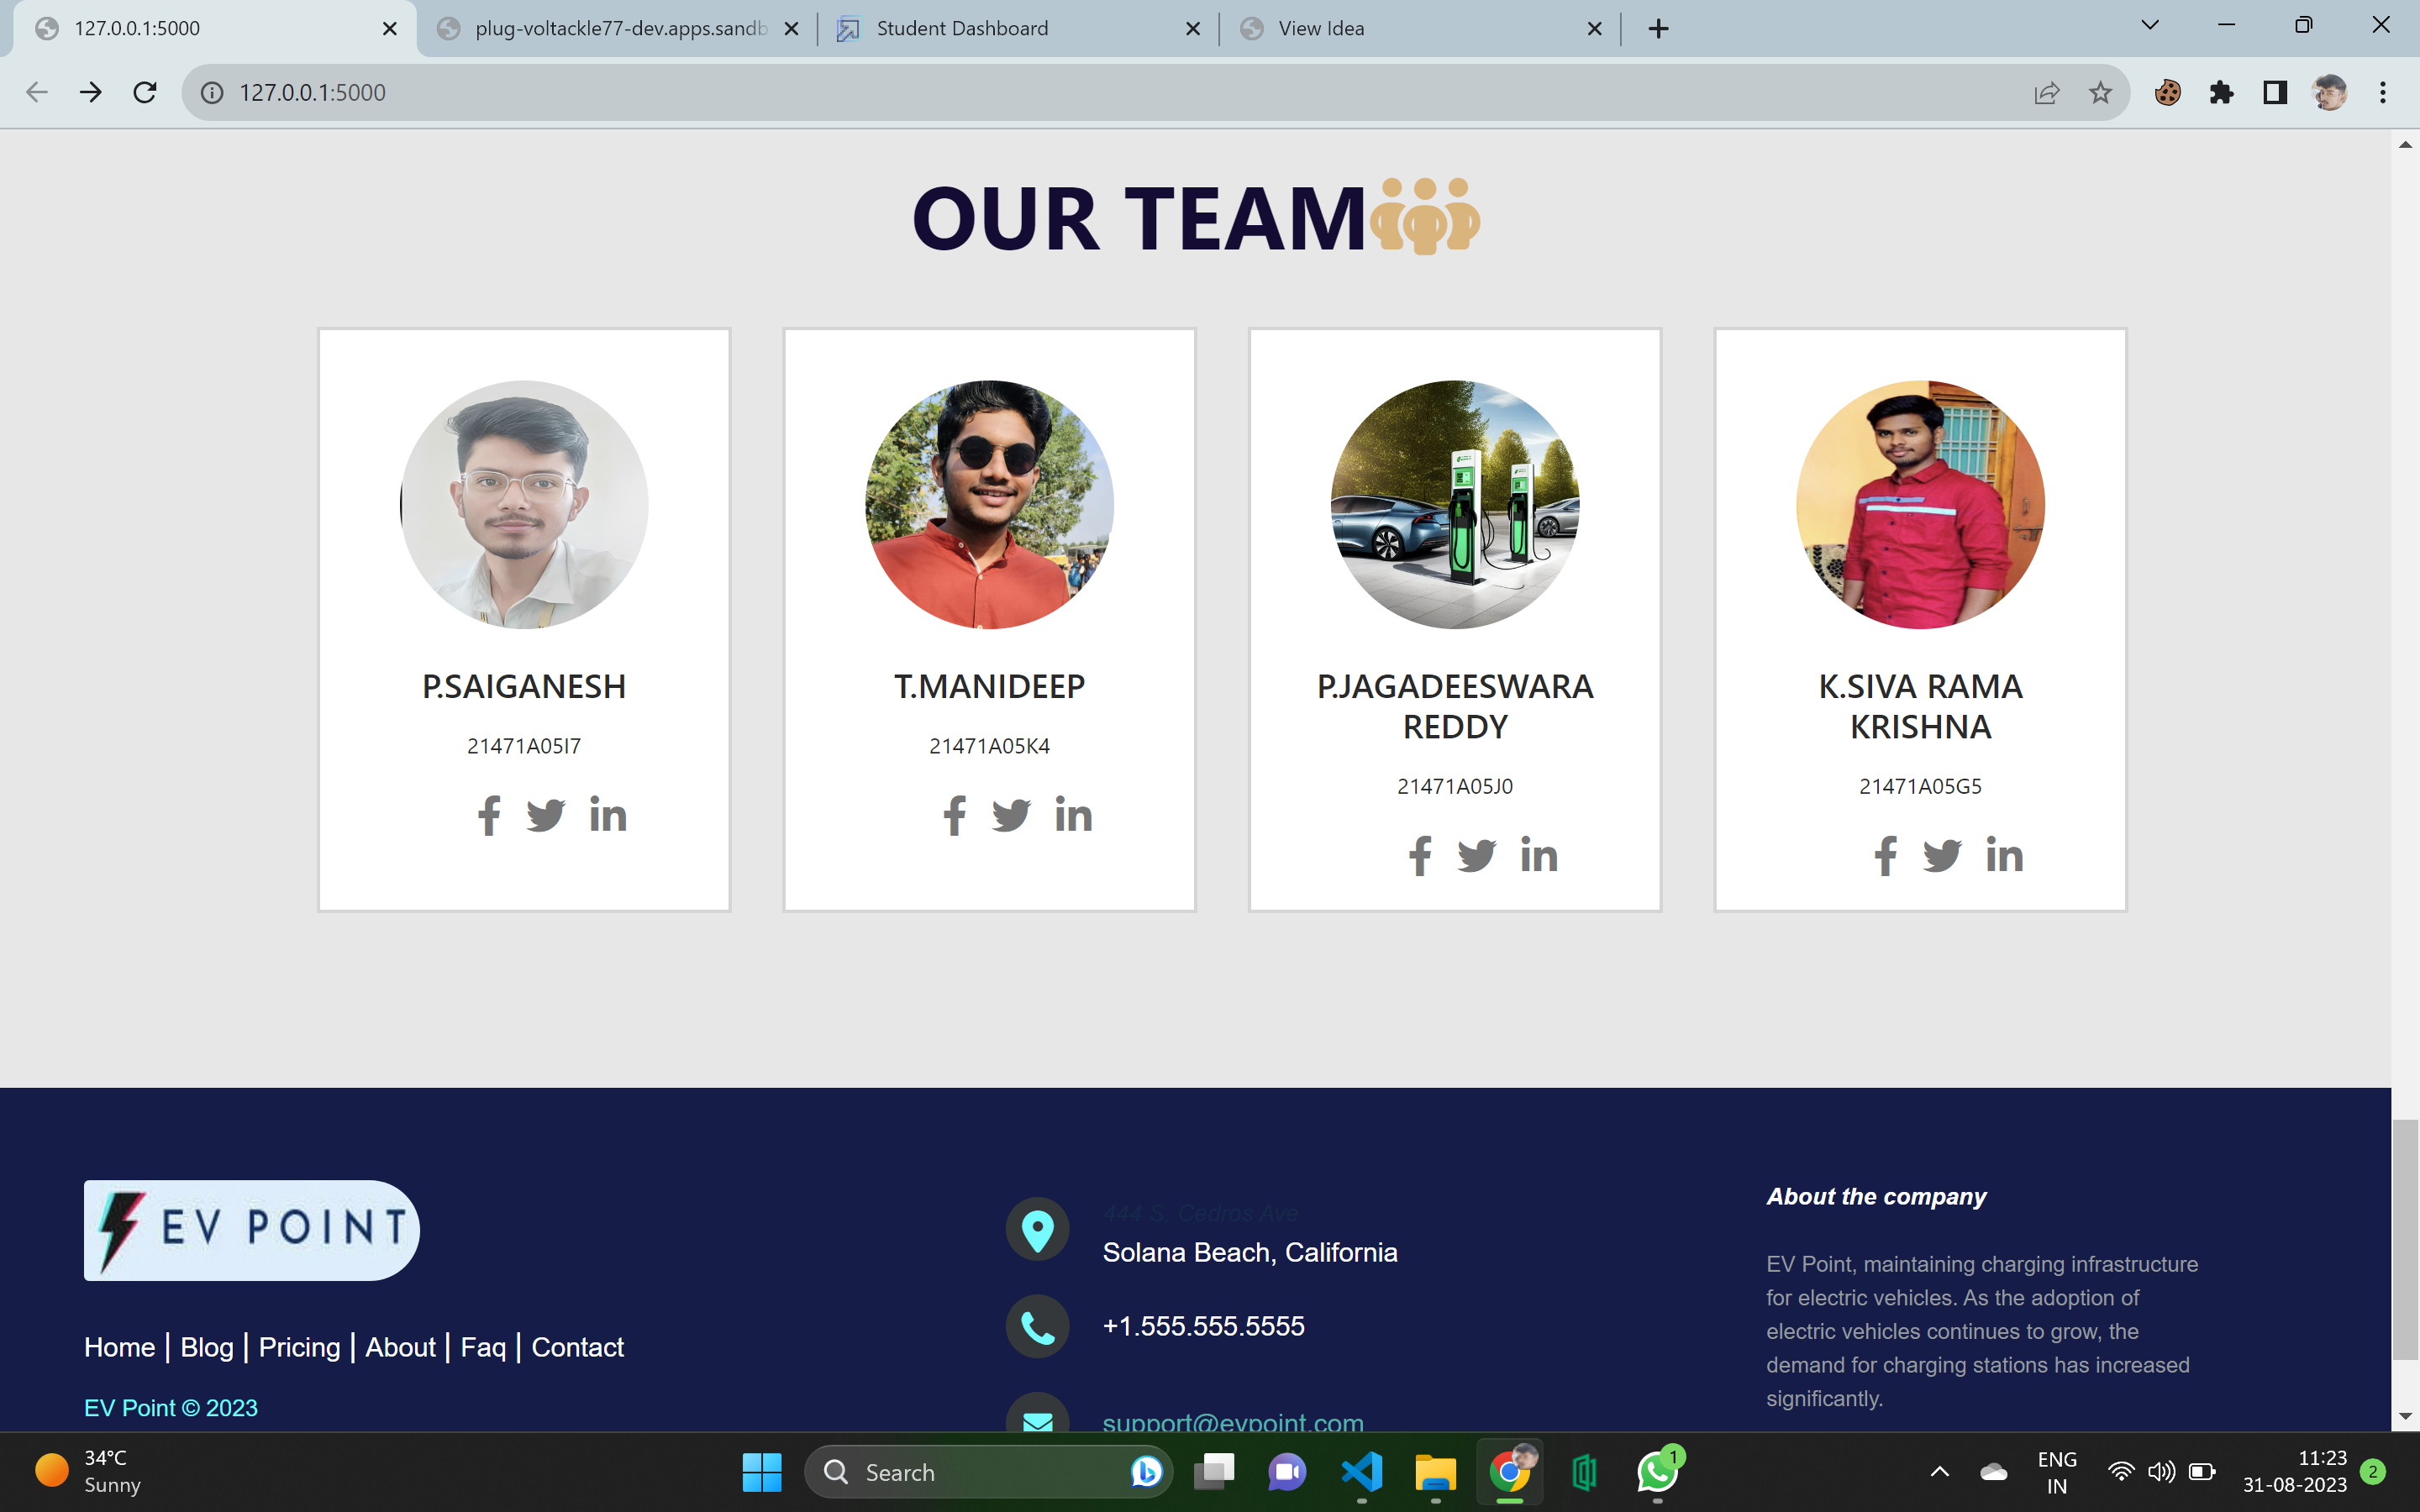 127.0.0.1:5000
plug-voltackle77-dev.apps.sandb
Student Dashboard
View Idea
127.0.0.1:5000
OUR TEAM
P.SAIGANESH
21471A05I7
T.MANIDEEP
21471A05K4
P.JAGADEESWARA
REDDY
21471A05J0
K.SIVA RAMA
KRISHNA
21471A05G5
EV POINT
Home | Blog | Pricing | About | Faq | Contact
EV Point © 2023
444 S. Cedros Ave
Solana Beach, California
+1.555.555.5555
support@evpoint.com
About the company
EV Point, maintaining charging infrastructure
for electric vehicles. As the adoption of
electric vehicles continues to grow, the
demand for charging stations has increased
significantly.
34°C
Sunny
Search
1
ENG
IN
11:23
31-08-2023
2